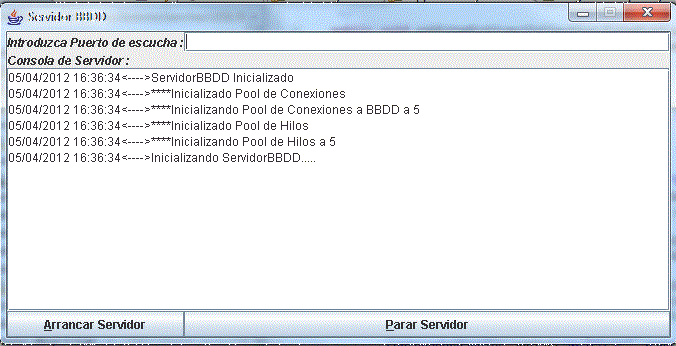 Servidor BBDD
Introduzca Puerto de escucha :
Consola de Servidor :
05/04/2012 16:36:34<---->ServidorBBDD Inicializado
05/04/2012 16:36:34<---->****Inicializado Pool de Conexiones
05/04/2012 16:36:34<---->****Inicializado Pool de Conexiones a BBDD a 5
05/04/2012 16:36:34<---->****Inicializado Pool de Hilos
05/04/2012 16:36:34<---->****Inicializado Pool de Hilos a 5
05/04/2012 16:36:34<---->Inicializando ServidorBBDD.....
Arrancar Servidor
Parar Servidor